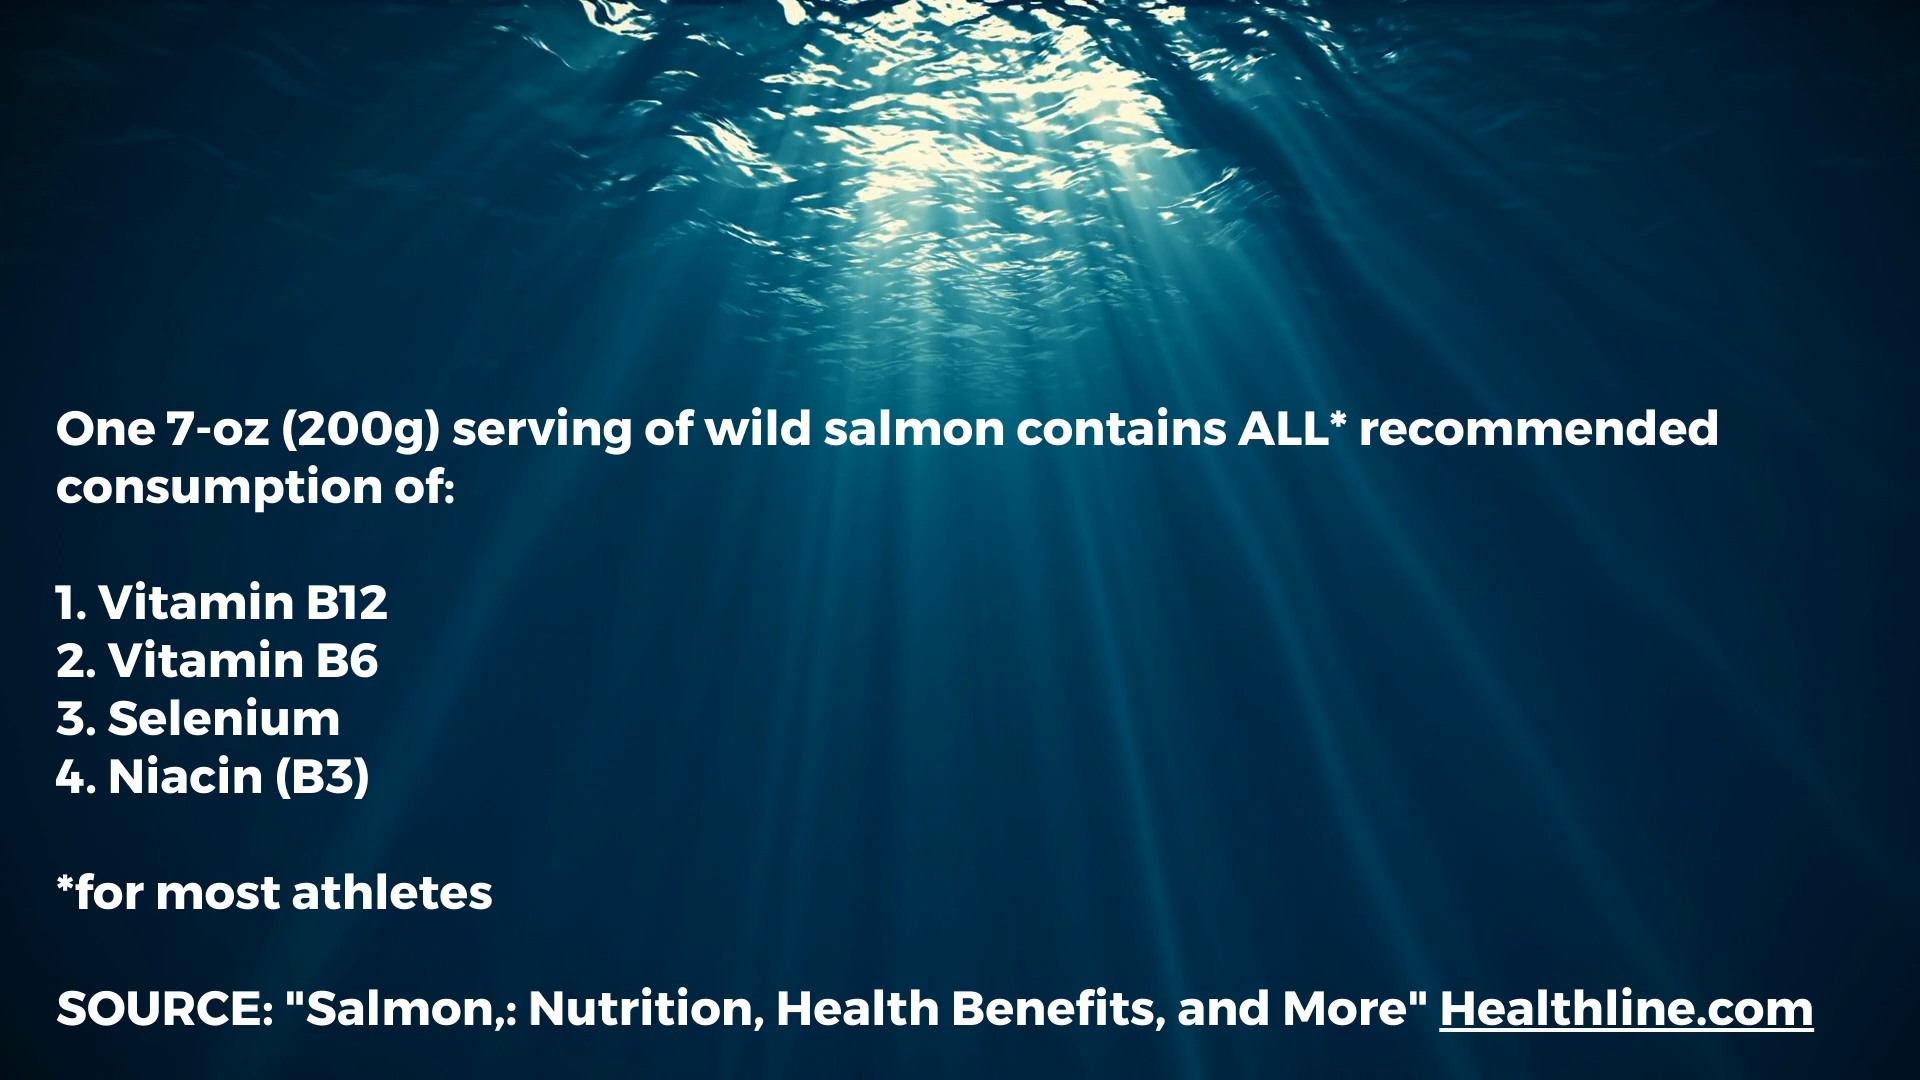 One 7-oz (200g) serving of wild salmon contains ALL* recommended
consumption of:
1. Vitamin B12
2. Vitamin B6
3. Selenium
4. Niacin (B3)
*for most athletes
SOURCE: "Salmon,: Nutrition, Health Benefits, and More" Healthline.com